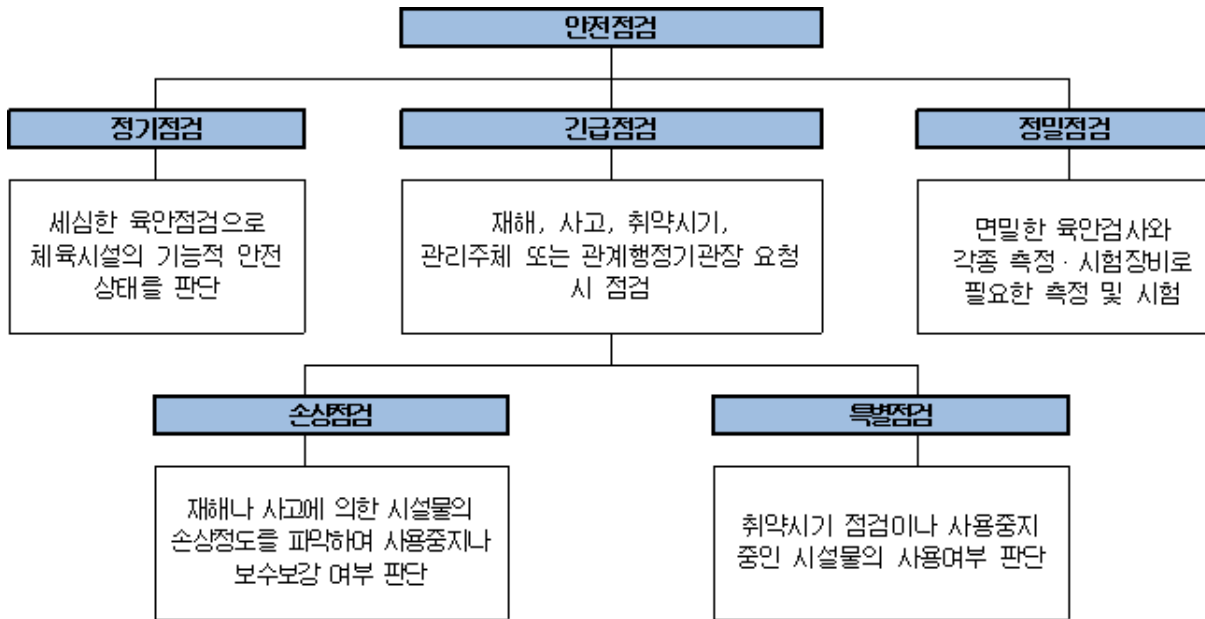 안전점검
정기점검
긴급점검
정밀점검
세심한 육안점검으로
체육시설의 기능적 안전
상태를 판단
재해, 사고, 취약시기,
관리주체 또는 관계행정기관장 요청
시 점검
면밀한 육안검사와
각종 측정·시험장비로
필요한 측정 및 시험
손상점검
특별점검
재해나 사고에 의한 시설물의
손상정도를 파악하여 사용중지나
보수보강 여부 판단
취약시기 점검이나 사용중지
중인 시설물의 사용여부 판단